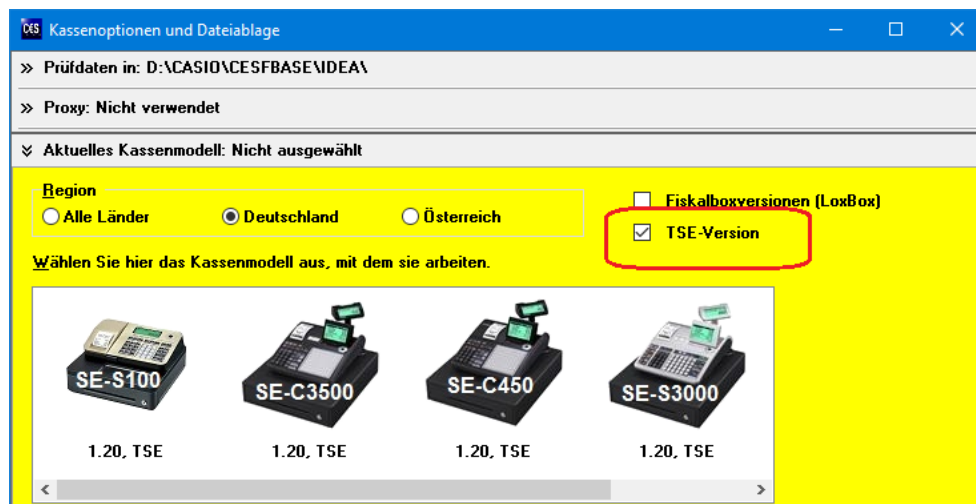 CES Kassenoptionen und Dateiablage
» Prüfdaten in: D:\CASIO\CESFBASE\IDEA\
» Proxy: Nicht verwendet
Aktuelles Kassenmodell: Nicht ausgewählt
Region
Alle Länder Deutschland Österreich
Fiskalboxversionen (LoxBox)
TSE-Version
Wählen Sie hier das Kassenmodell aus, mit dem sie arbeiten.
SE-S100 SE-C3500 SE-C450 SE-S3000
1.20, TSE 1.20, TSE 1.20, TSE 1.20, TSE